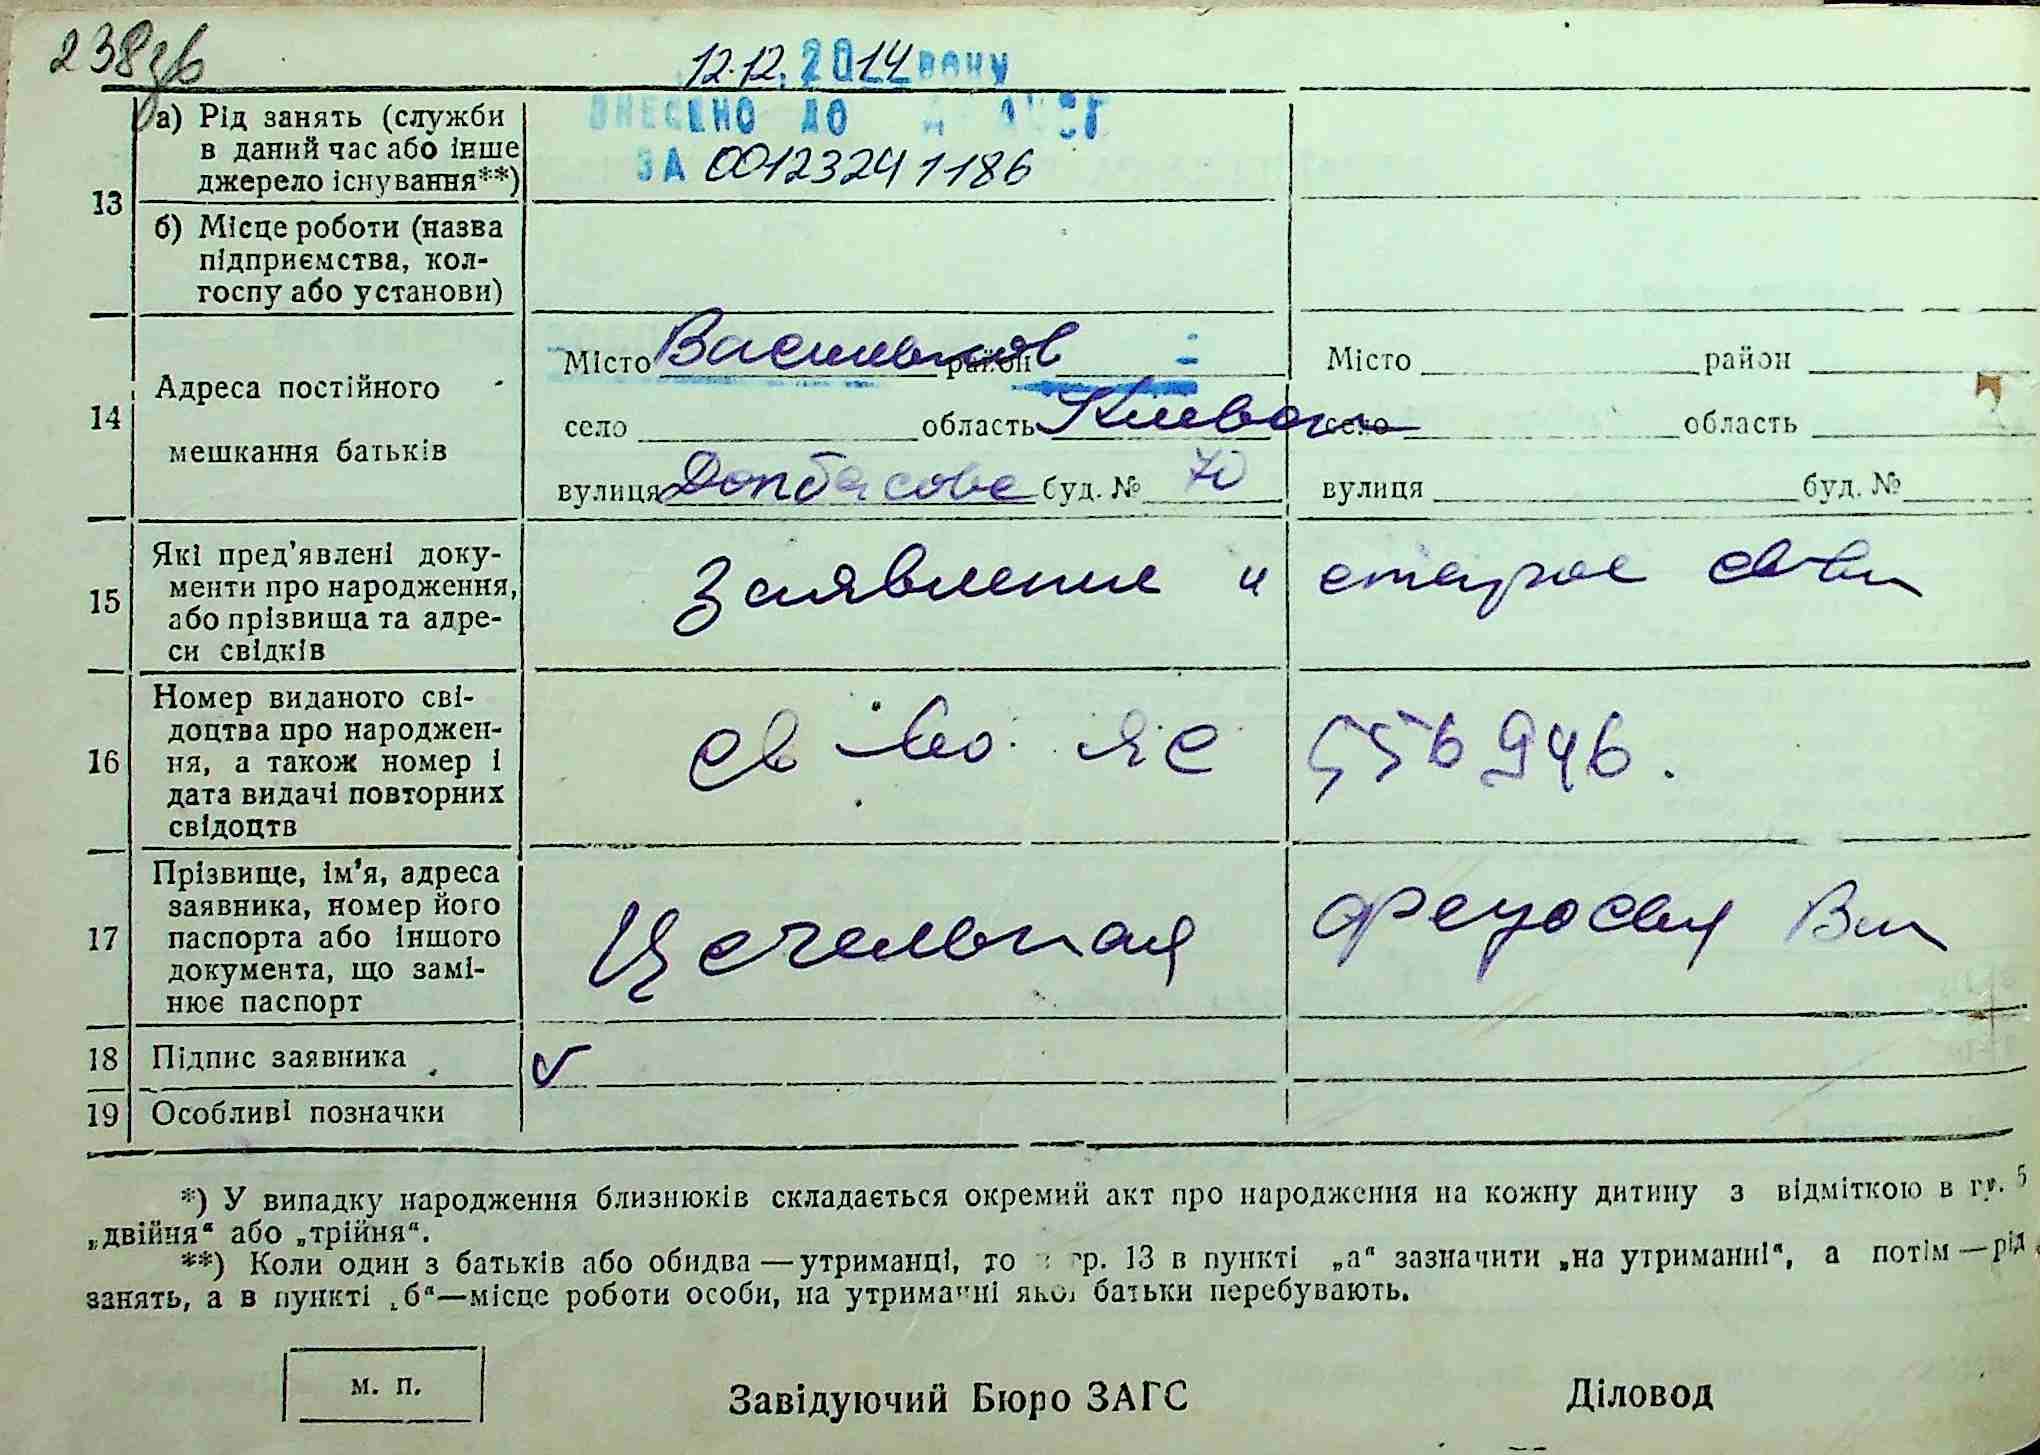 238зв
12.12.2014 року
ВНЕСЕНО ДО
ЗА 00123241186
13
а) Рід занять (служби
в даний час або інше
джерело існування**)
б) Місце роботи (назва
підприємства, кол-
госпу або установи)
14
Адреса постійного
мешкання батьків
Місто Васильков район
село область Киевск
вулиця буд. № 70
Місто район
село область
вулиця буд. №
15
Які пред'явлені доку-
менти про народження,
або прізвища та адре-
си свідків
Заявление и старое св-во
16
Номер виданого сві-
доцтва про народжен-
ня, а також номер і
дата видачі повторних
свідоцтв
св-во ЯС 556946.
17
Прізвище, ім'я, адреса
заявника, номер його
паспорта або іншого
документа, що замі-
нює паспорт
18
Підпис заявника
19
Особливі позначки
*) У випадку народження близнюків складається окремий акт про народження на кожну дитину з відміткою в гр. 5
„двійня“ або „трійня“.
**) Коли один з батьків або обидва — утриманці, то в гр. 13 в пункті „а“ зазначити „на утриманні“, а потім — рід
занять, а в пункті „б“—місце роботи особи, на утриманні якої батьки перебувають.
м. п.
Завідуючий Бюро ЗАГС
Діловод